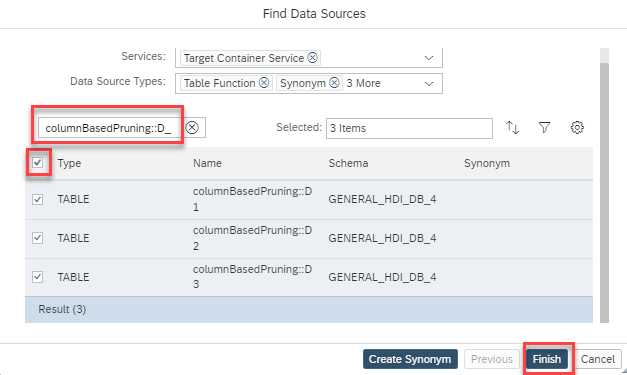 Find Data Sources
Services: Target Container Service
Data Source Types: Table Function Synonym 3 More
columnBasedPruning::D_ Selected: 3 Items
Type Name Schema Synonym
TABLE columnBasedPruning::D1 GENERAL_HDI_DB_4
TABLE columnBasedPruning::D2 GENERAL_HDI_DB_4
TABLE columnBasedPruning::D3 GENERAL_HDI_DB_4
Result (3)
Create Synonym Previous Finish Cancel